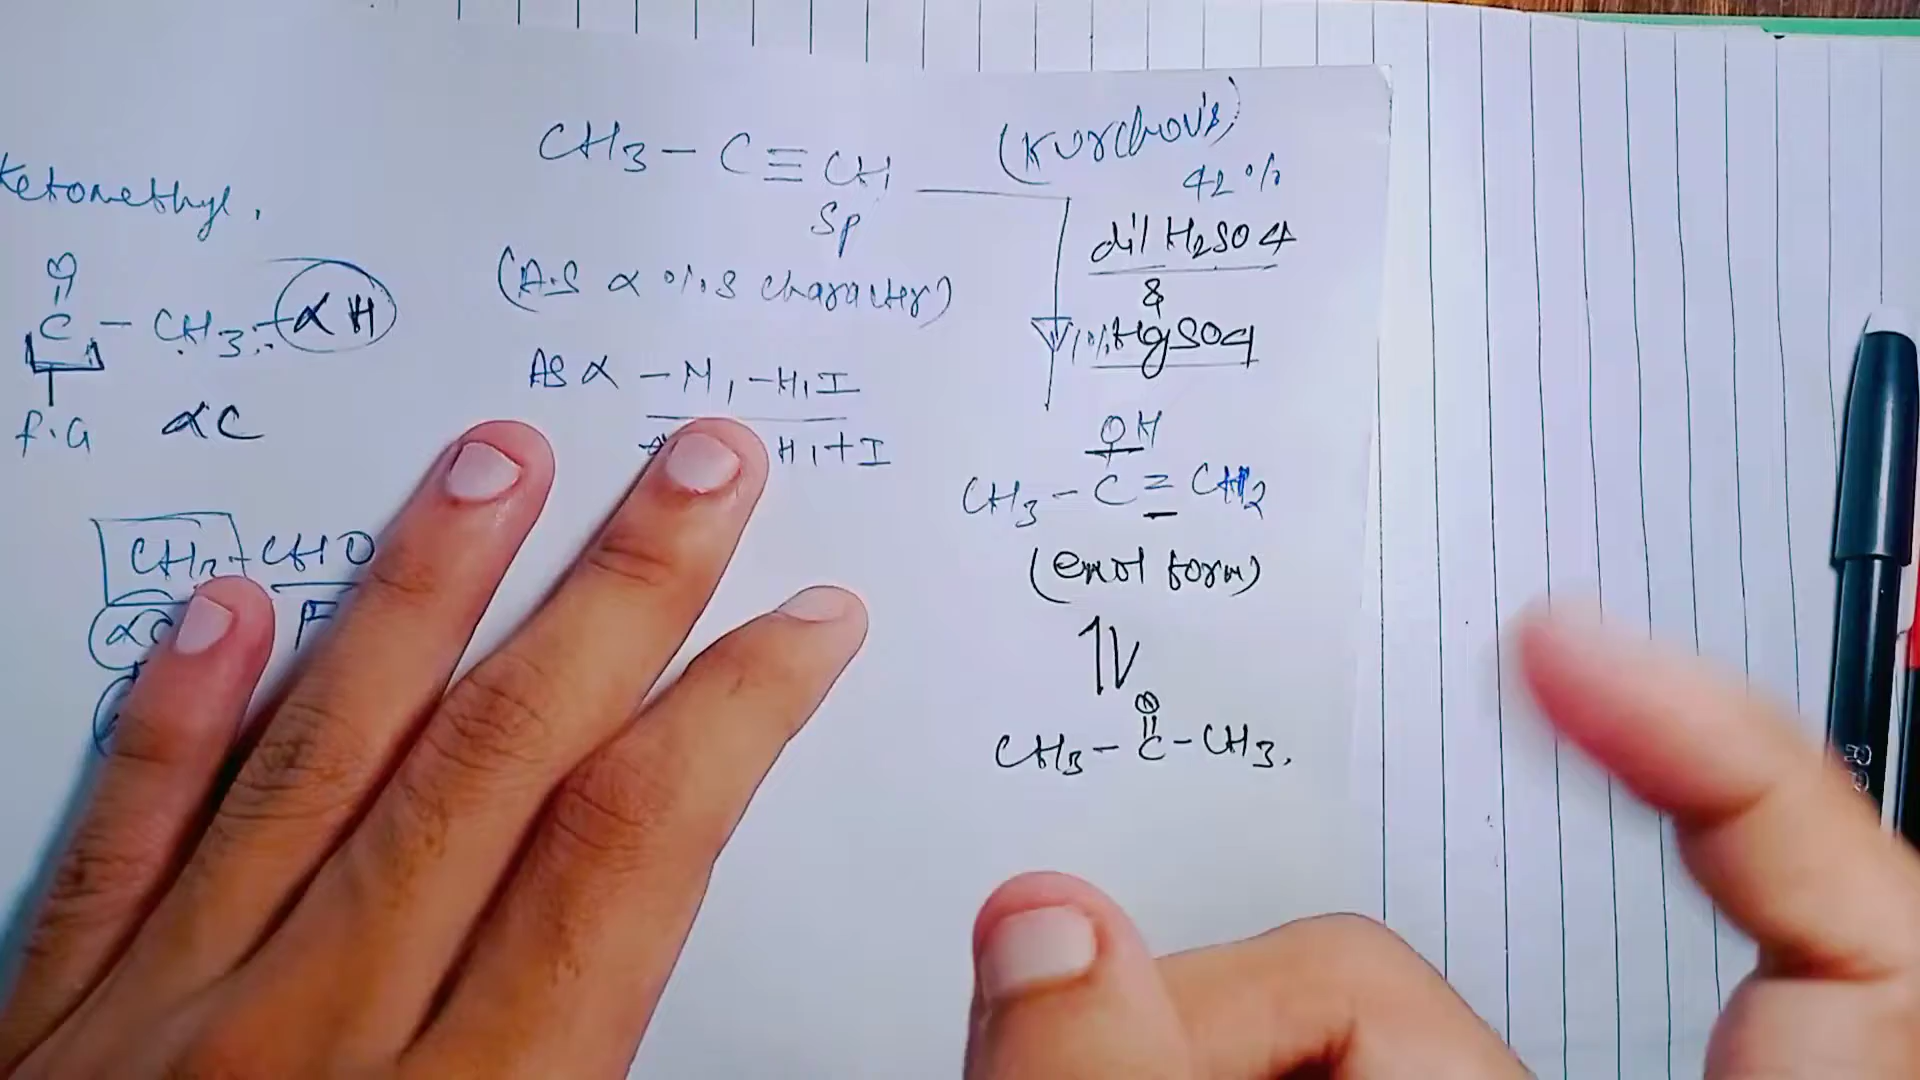 Ketomethyl.
O
||
C - CH3 - αH
f.G αC
CH3-CHO
αC F
CH3 - C ≡ CH
Sp
(A.S α %S character)
AS α -M, -H, I
H, +I
(Kurchov's)
42%
dil H2SO4
&
1% HgSO4
OH
CH3 - C = CH2
(enol form)
⇌
O
||
CH3 - C - CH3.